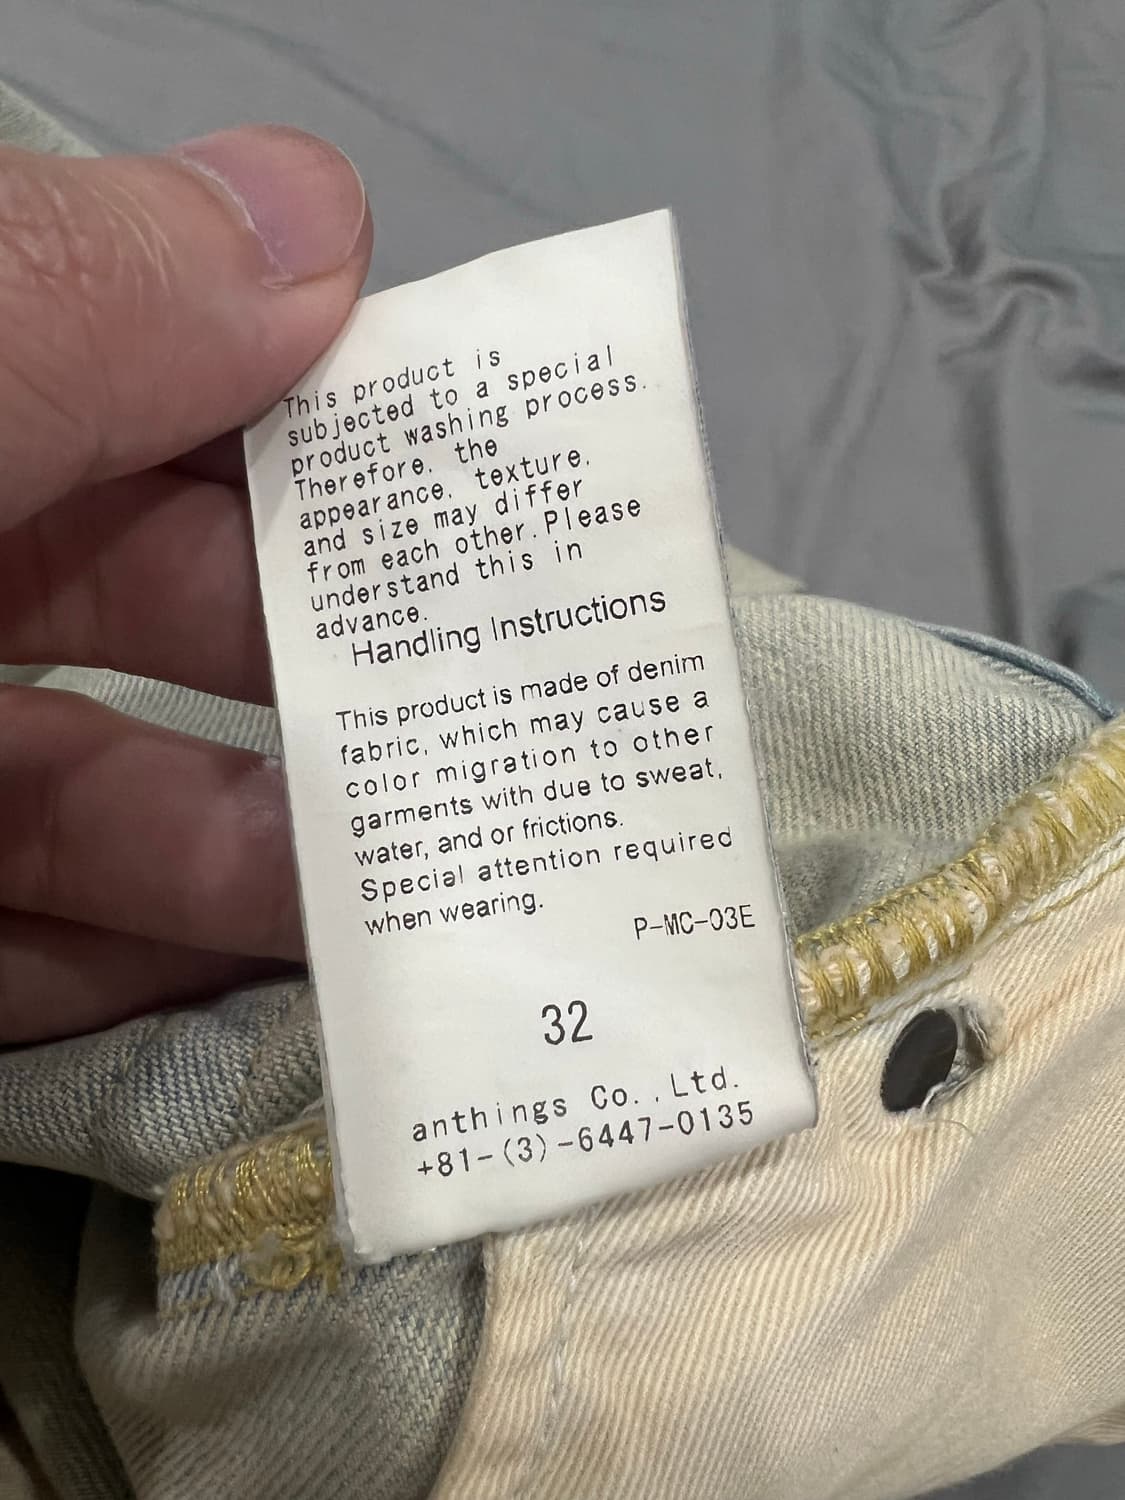 This product is
subjected to a special
product washing process.
Therefore, the
appearance, texture,
and size may differ
from each other.Please
understand this in
advance.
Handling Instructions
This product is made of denim
fabric, which may cause a
color migration to other
garments with due to sweat,
water, and or frictions.
Special attention required
when wearing.
P-MC-03E
32
anthings Co.,Ltd.
+81-(3)-6447-0135